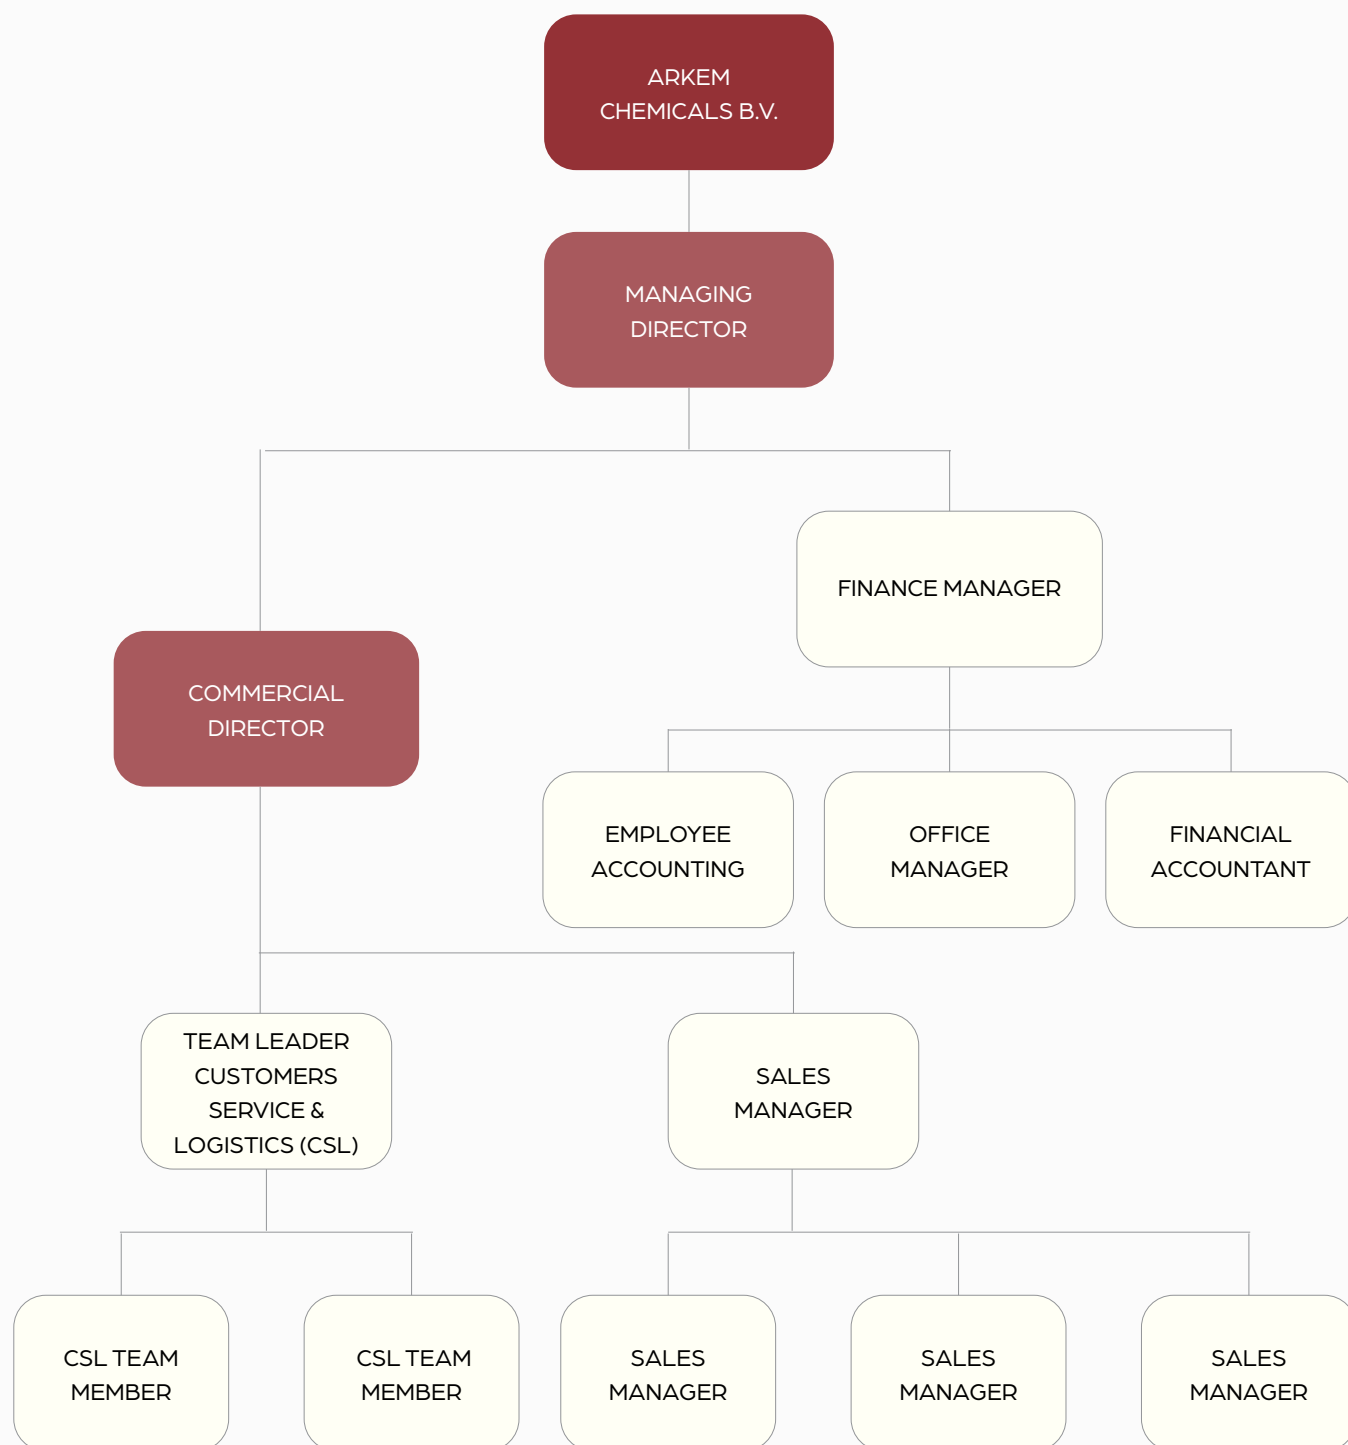 ARKEM
CHEMICALS B.V.
MANAGING
DIRECTOR
FINANCE MANAGER
COMMERCIAL
DIRECTOR
EMPLOYEE
ACCOUNTING
OFFICE
MANAGER
FINANCIAL
ACCOUNTANT
TEAM LEADER
CUSTOMERS
SERVICE &
LOGISTICS (CSL)
SALES
MANAGER
CSL TEAM
MEMBER
CSL TEAM
MEMBER
SALES
MANAGER
SALES
MANAGER
SALES
MANAGER